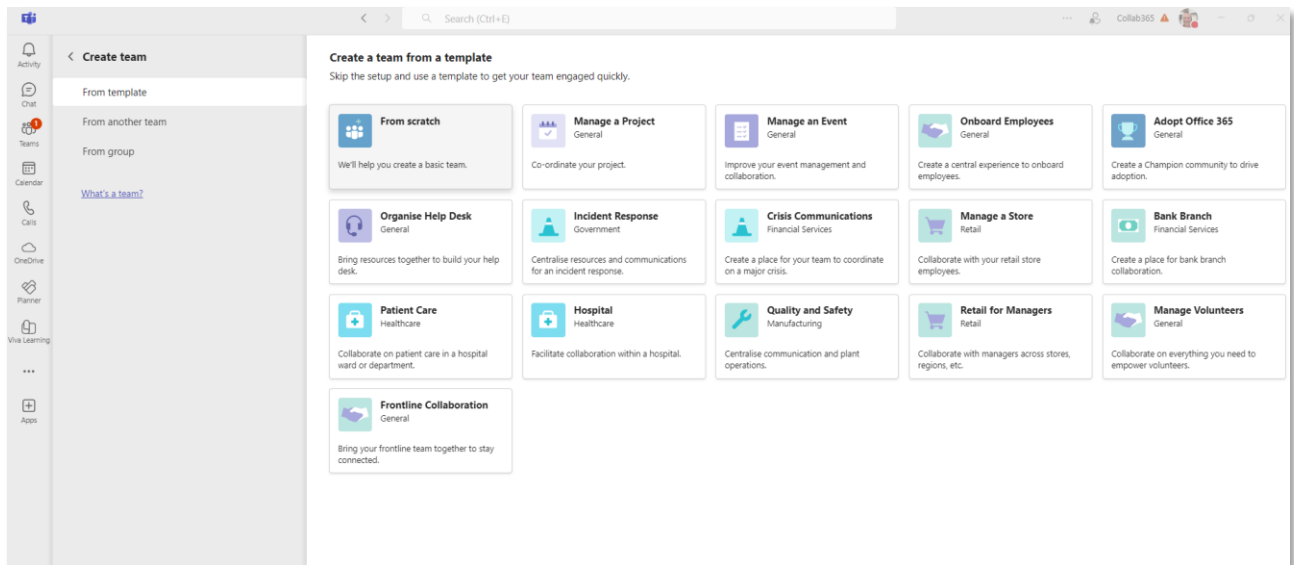 Search (Ctrl+E)
Collab365
Activity
Chat
1
Teams
Calendar
Calls
OneDrive
Planner
Viva Learning
Apps
Create team
From template
From another team
From group
What's a team?
Create a team from a template
Skip the setup and use a template to get your team engaged quickly.
From scratch
We'll help you create a basic team.
Manage a Project
General
Co-ordinate your project.
Manage an Event
General
Improve your event management and
collaboration.
Onboard Employees
General
Create a central experience to onboard
employees.
Adopt Office 365
General
Create a Champion community to drive
adoption.
Organise Help Desk
General
Bring resources together to build your help
desk.
Incident Response
Government
Centralise resources and communications
for an incident response.
Crisis Communications
Financial Services
Create a place for your team to coordinate
on a major crisis.
Manage a Store
Retail
Collaborate with your retail store
employees.
Bank Branch
Financial Services
Create a place for bank branch
collaboration.
Patient Care
Healthcare
Collaborate on patient care in a hospital
ward or department.
Hospital
Healthcare
Facilitate collaboration within a hospital.
Quality and Safety
Manufacturing
Centralise communication and plant
operations.
Retail for Managers
Retail
Collaborate with managers across stores,
regions, etc.
Manage Volunteers
General
Collaborate on everything you need to
empower volunteers.
Frontline Collaboration
General
Bring your frontline team together to stay
connected.